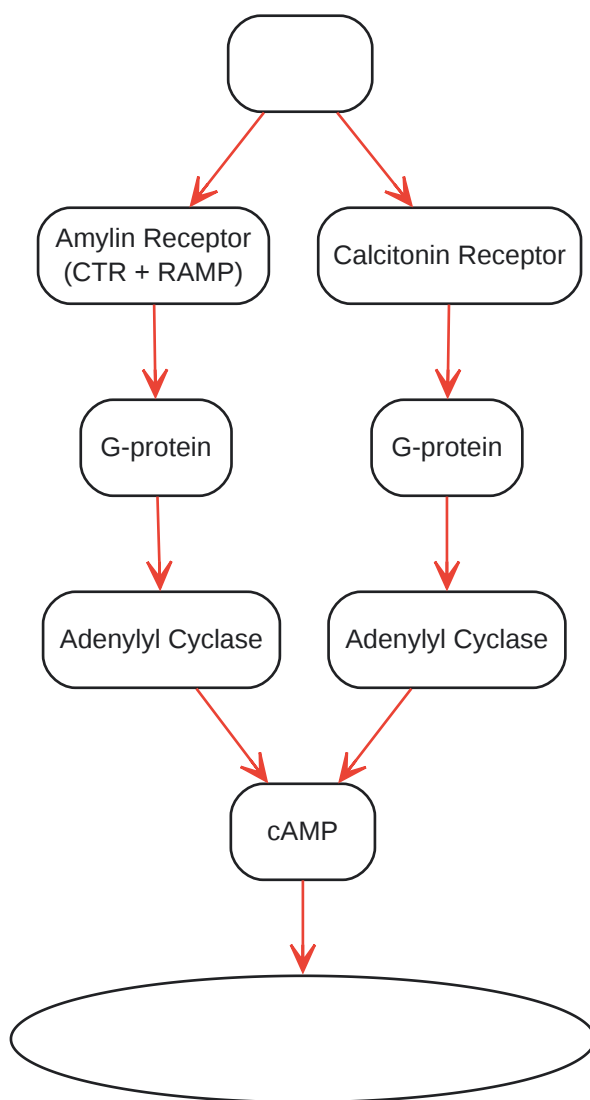 Amylin Receptor
(CTR + RAMP)
Calcitonin Receptor
G-protein
G-protein
Adenylyl Cyclase
Adenylyl Cyclase
cAMP